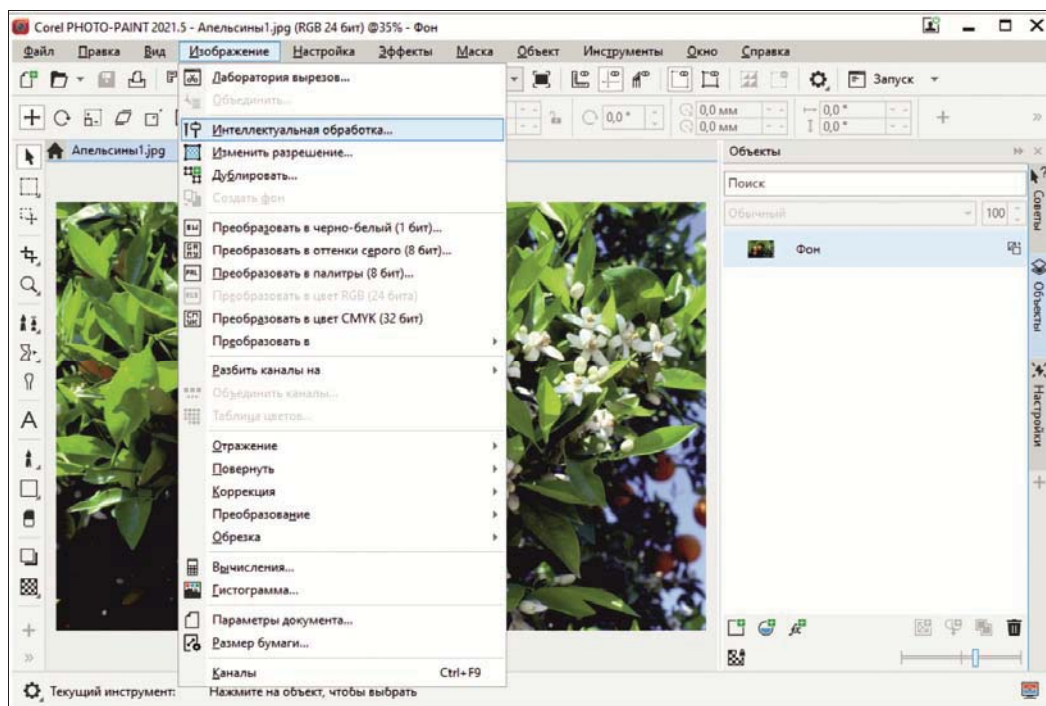 Corel PHOTO-PAINT 2021.5 - Апельсины1.jpg (RGB 24 бит) @35% - Фон
Файл Правка Вид Изображение Настройка Эффекты Маска Объект Инструменты Окно Справка
Запуск
0,0 °
0,0 мм
0,0 мм
0,0 °
0,0 °
Апельсины1.jpg
Лаборатория вырезов...
Объединить...
Интеллектуальная обработка...
Изменить разрешение...
Дублировать...
Создать фон
Преобразовать в черно-белый (1 бит)...
Преобразовать в оттенки серого (8 бит)...
Преобразовать в палитры (8 бит)...
Преобразовать в цвет RGB (24 бита)
Преобразовать в цвет CMYK (32 бит)
Преобразовать в
Разбить каналы на
Объединить каналы...
Таблица цветов...
Отражение
Повернуть
Коррекция
Преобразование
Обрезка
Вычисления...
Гистограмма...
Параметры документа...
Размер бумаги...
Каналы Ctrl+F9
Объекты
Поиск
Обычный 100
Фон
Советы
Объекты
Настройки
Текущий инструмент: Нажмите на объект, чтобы выбрать